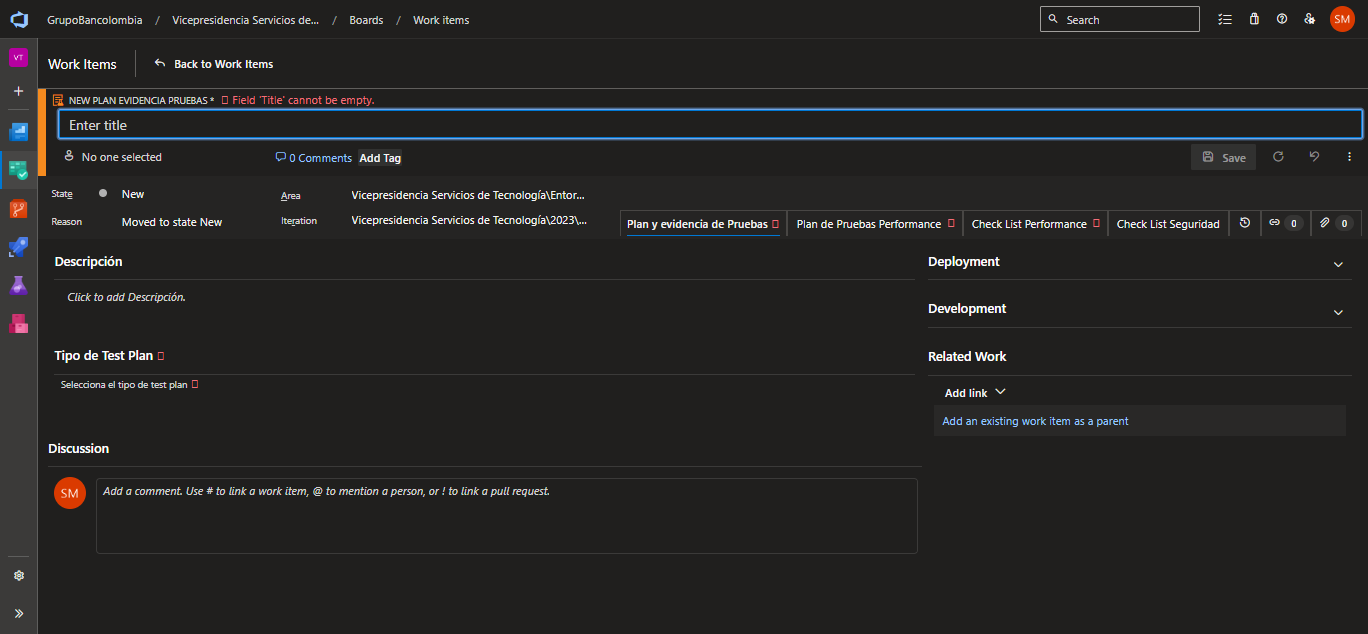 GrupoBancolombia / Vicepresidencia Servicios de... / Boards / Work items
Search
SM
VT
Work Items
Back to Work Items
NEW PLAN EVIDENCIA PRUEBAS * Field 'Title' cannot be empty.
Enter title
No one selected
0 Comments
Add Tag
Save
State
New
Area
Vicepresidencia Servicios de Tecnología\Entor...
Reason
Moved to state New
Iteration
Vicepresidencia Servicios de Tecnología\2023\...
Plan y evidencia de Pruebas
Plan de Pruebas Performance
Check List Performance
Check List Seguridad
0
0
Descripción
Click to add Descripción.
Tipo de Test Plan
Selecciona el tipo de test plan
Discussion
SM
Add a comment. Use # to link a work item, @ to mention a person, or ! to link a pull request.
Deployment
Development
Related Work
Add link
Add an existing work item as a parent